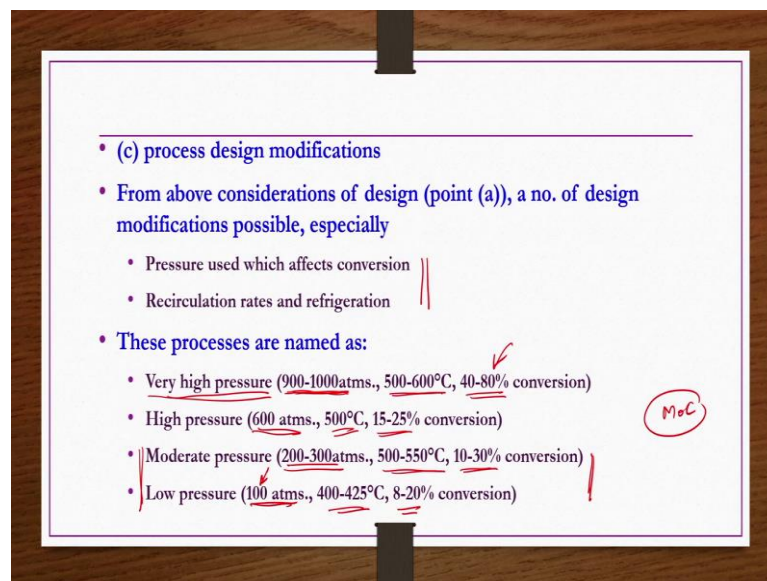 • (c) process design modifications
• From above considerations of design (point (a)), a no. of design
modifications possible, especially
• Pressure used which affects conversion
• Recirculation rates and refrigeration
• These processes are named as:
• Very high pressure (900-1000atms., 500-600°C, 40-80% conversion)
• High pressure (600 atms., 500°C, 15-25% conversion)
MoC
• Moderate pressure (200-300atms., 500-550°C, 10-30% conversion)
• Low pressure (100 atms., 400-425°C, 8-20% conversion)